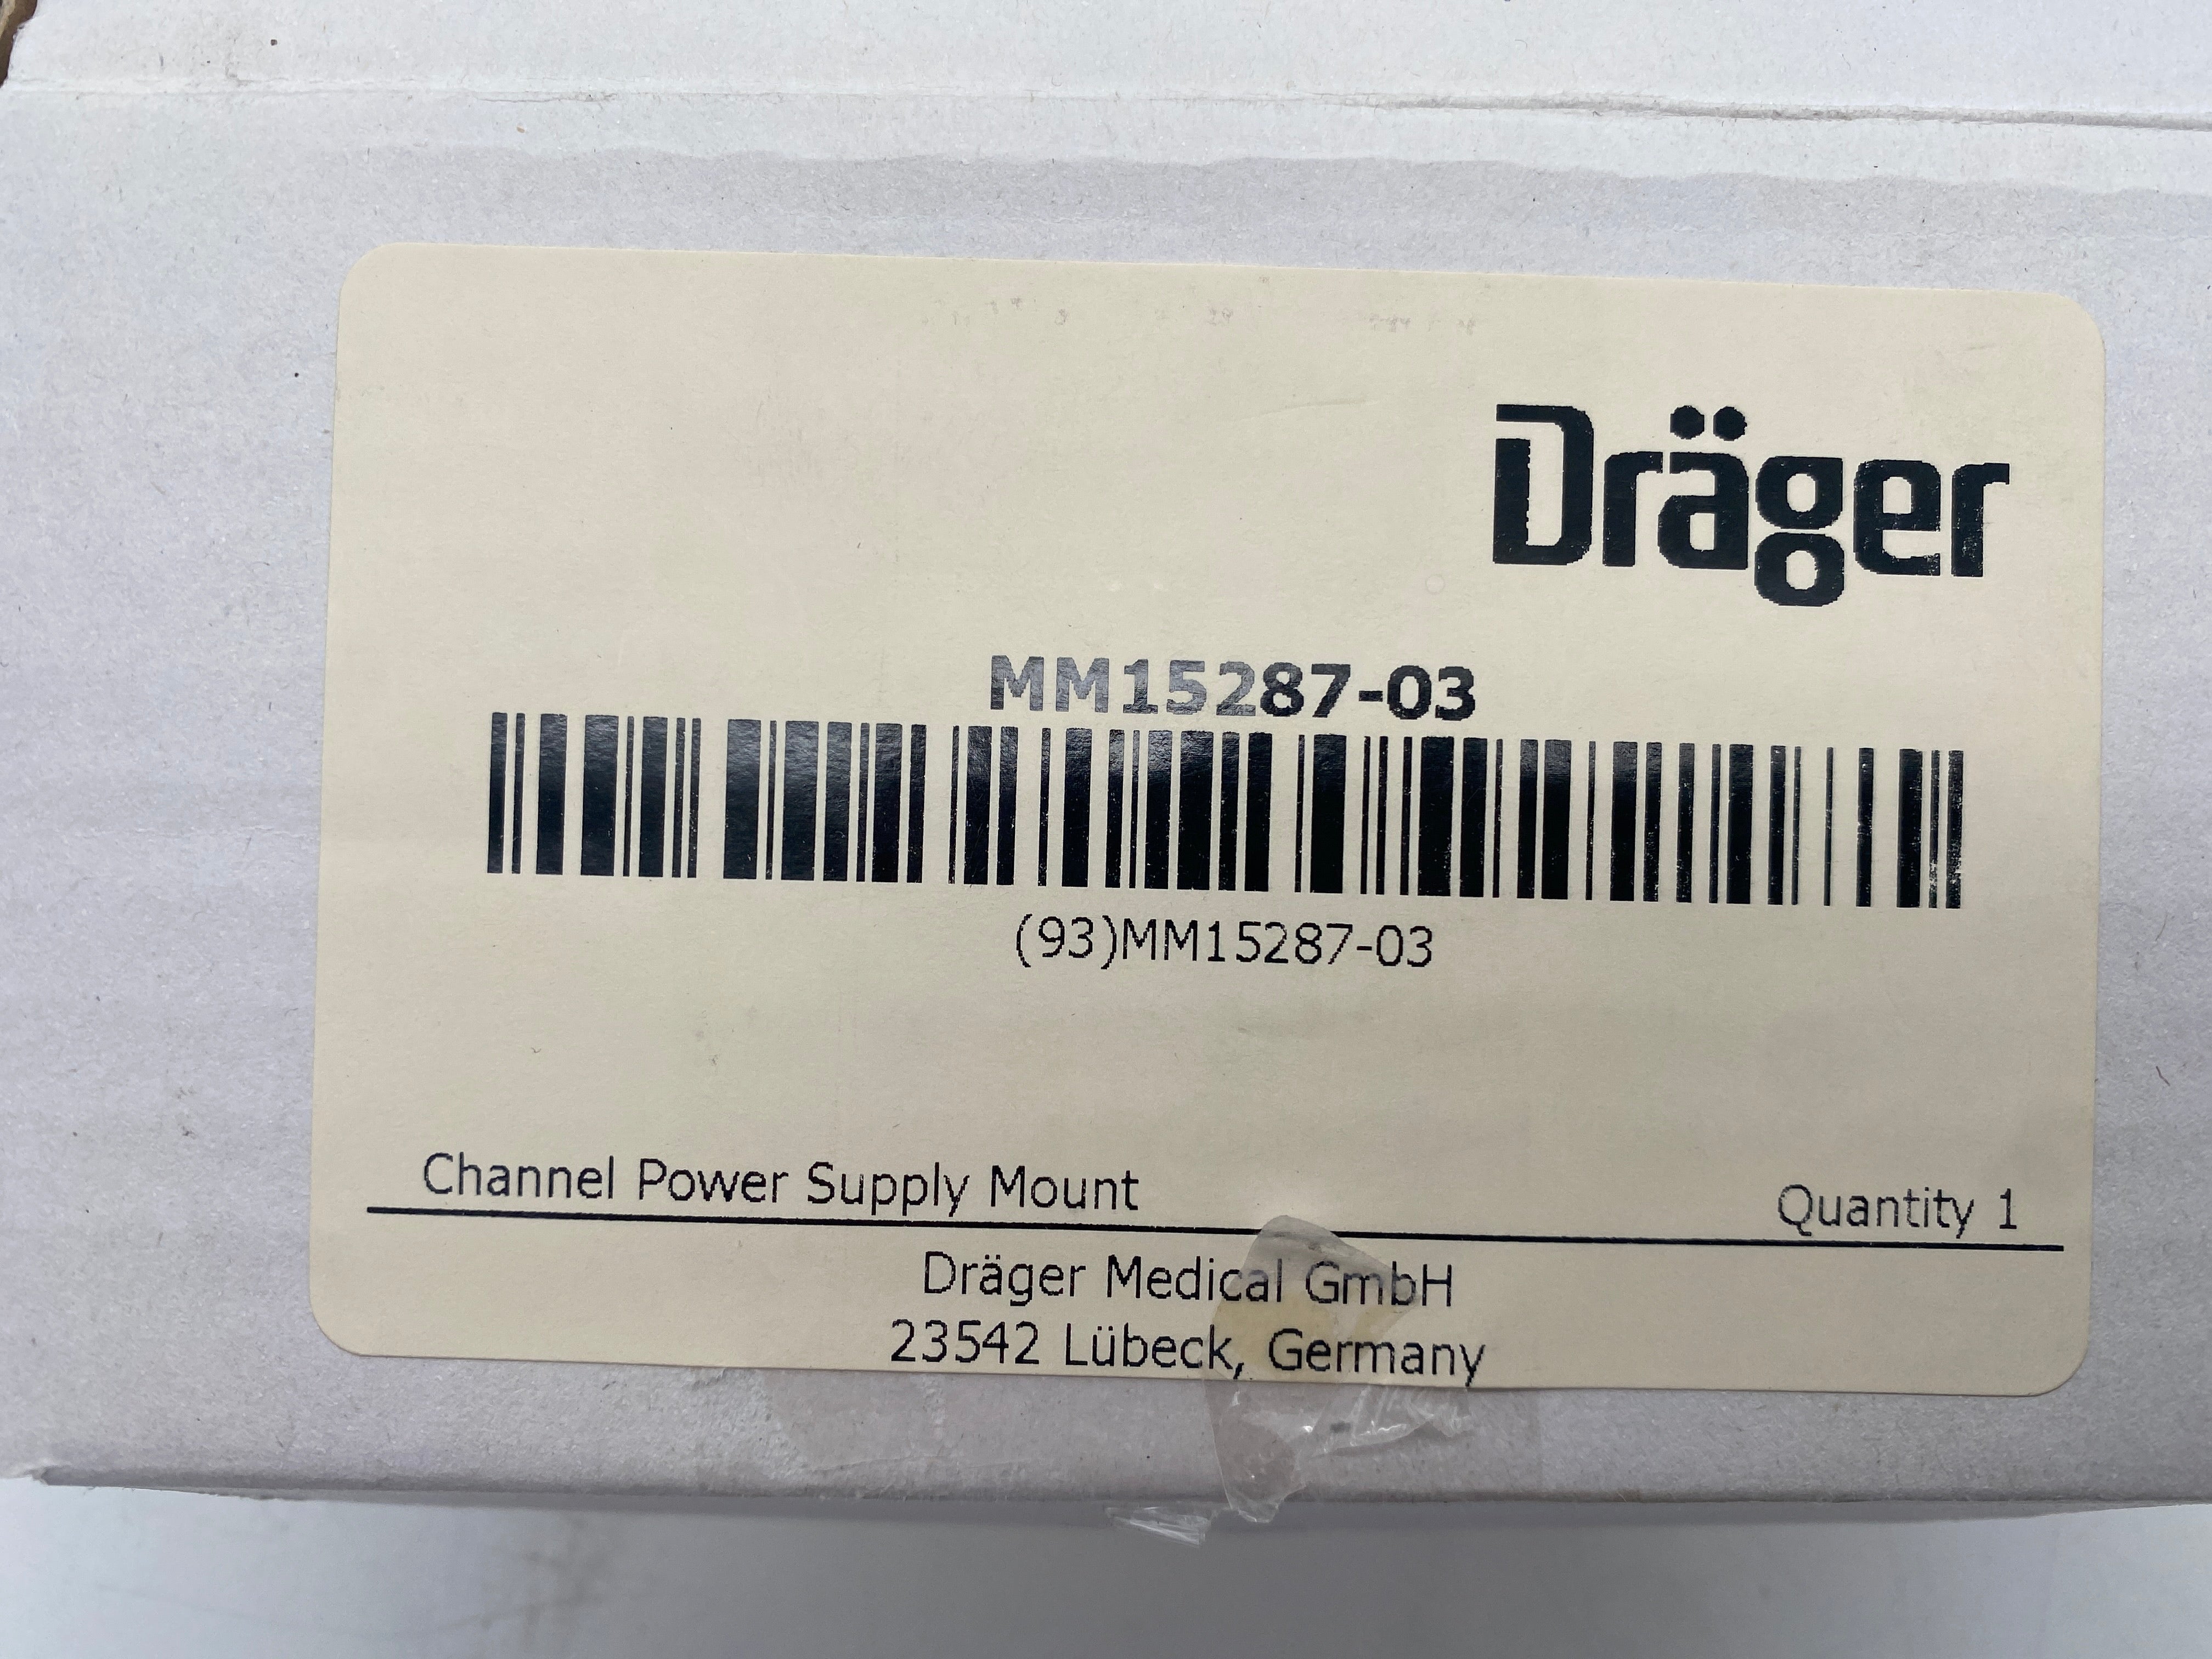 Dräger
MM15287-03
(93)MM15287-03
Channel Power Supply Mount
Quantity 1
Dräger Medical GmbH
23542 Lübeck, Germany